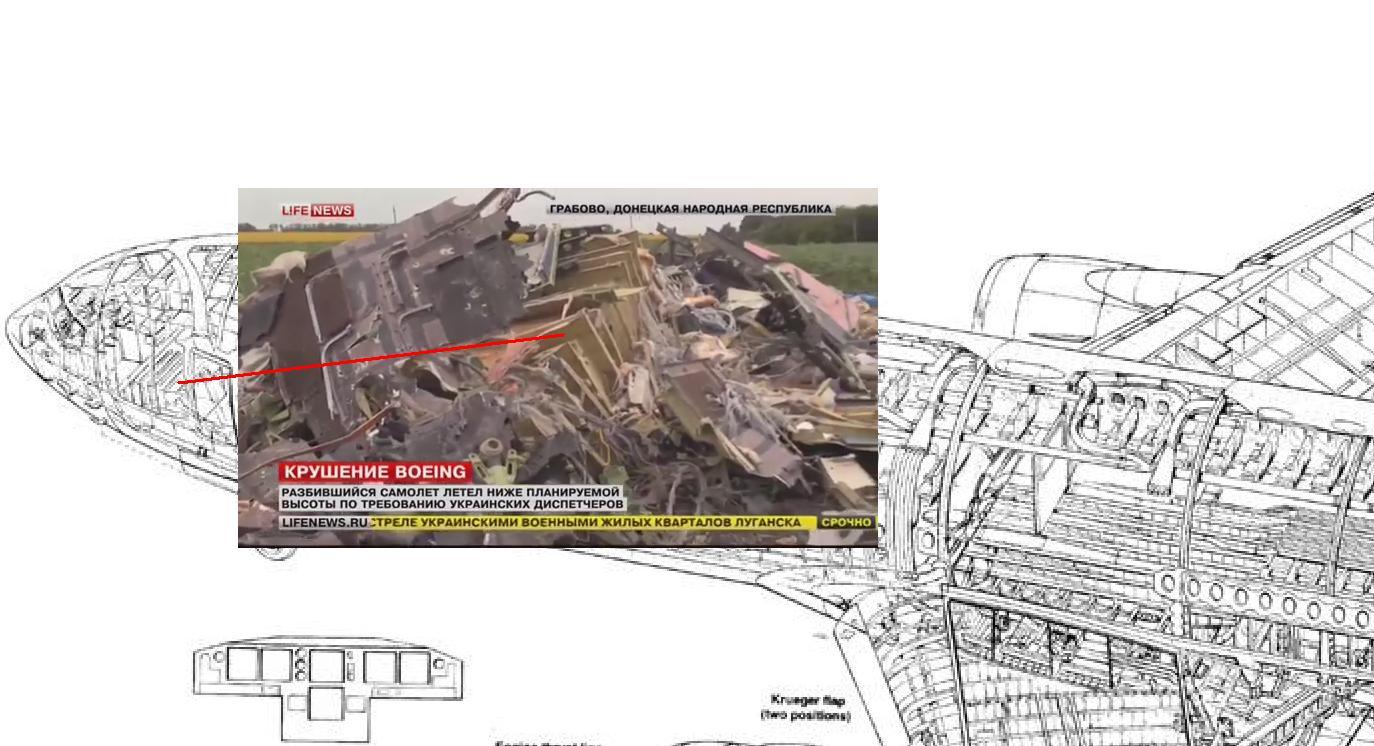 LIFE NEWS
ГРАБОВО, ДОНЕЦКАЯ НАРОДНАЯ РЕСПУБЛИКА
КРУШЕНИЕ BOEING
РАЗБИВШИЙСЯ САМОЛЕТ ЛЕТЕЛ НИЖЕ ПЛАНИРУЕМОЙ
ВЫСОТЫ ПО ТРЕБОВАНИЮ УКРАИНСКИХ ДИСПЕТЧЕРОВ
LIFENEWS.RU СТРЕЛЕ УКРАИНСКИМИ ВОЕННЫМИ ЖИЛЫХ КВАРТАЛОВ ЛУГАНСКА СРОЧНО
Krueger flap
(two positions)